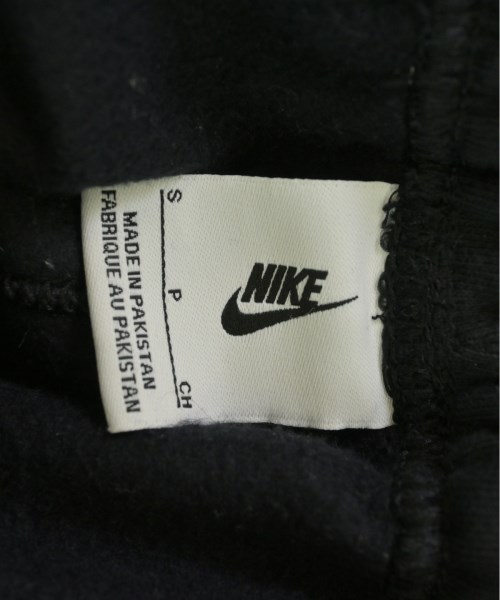 NIKE
S P CH
MADE IN PAKISTAN
FABRIQUE AU PAKISTAN